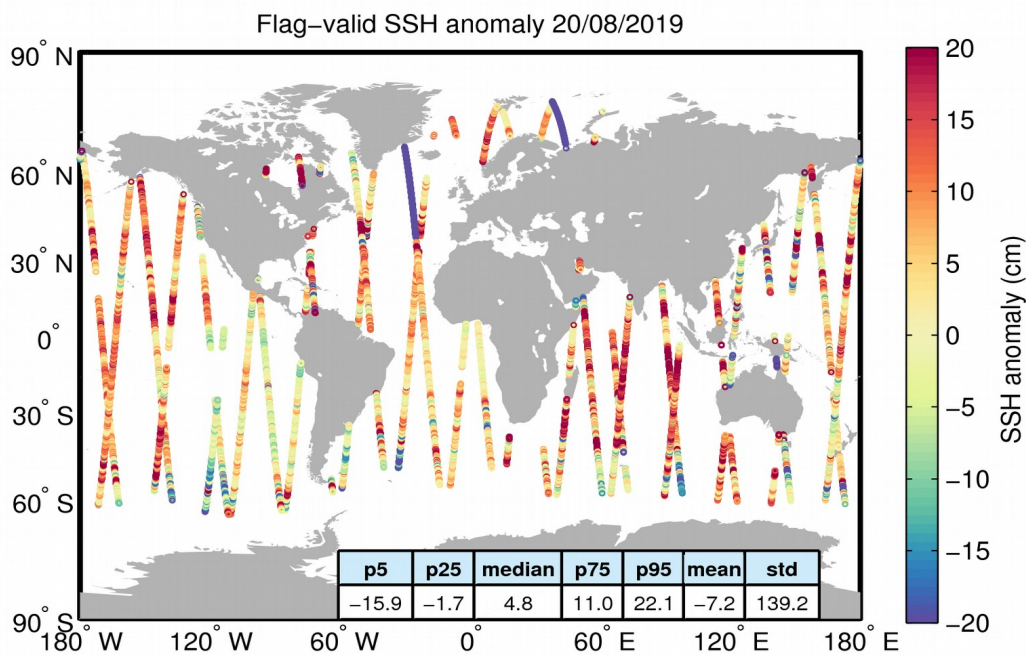 Flag−valid SSH anomaly 20/08/2019
90° N
60° N
30° N
0°
30° S
60° S
90° S
180° W 120° W 60° W 0° 60° E 120° E 180° E
p5 p25 median p75 p95 mean std
−15.9 −1.7 4.8 11.0 22.1 −7.2 139.2
20
15
10
5
0
−5
−10
−15
−20
SSH anomaly (cm)